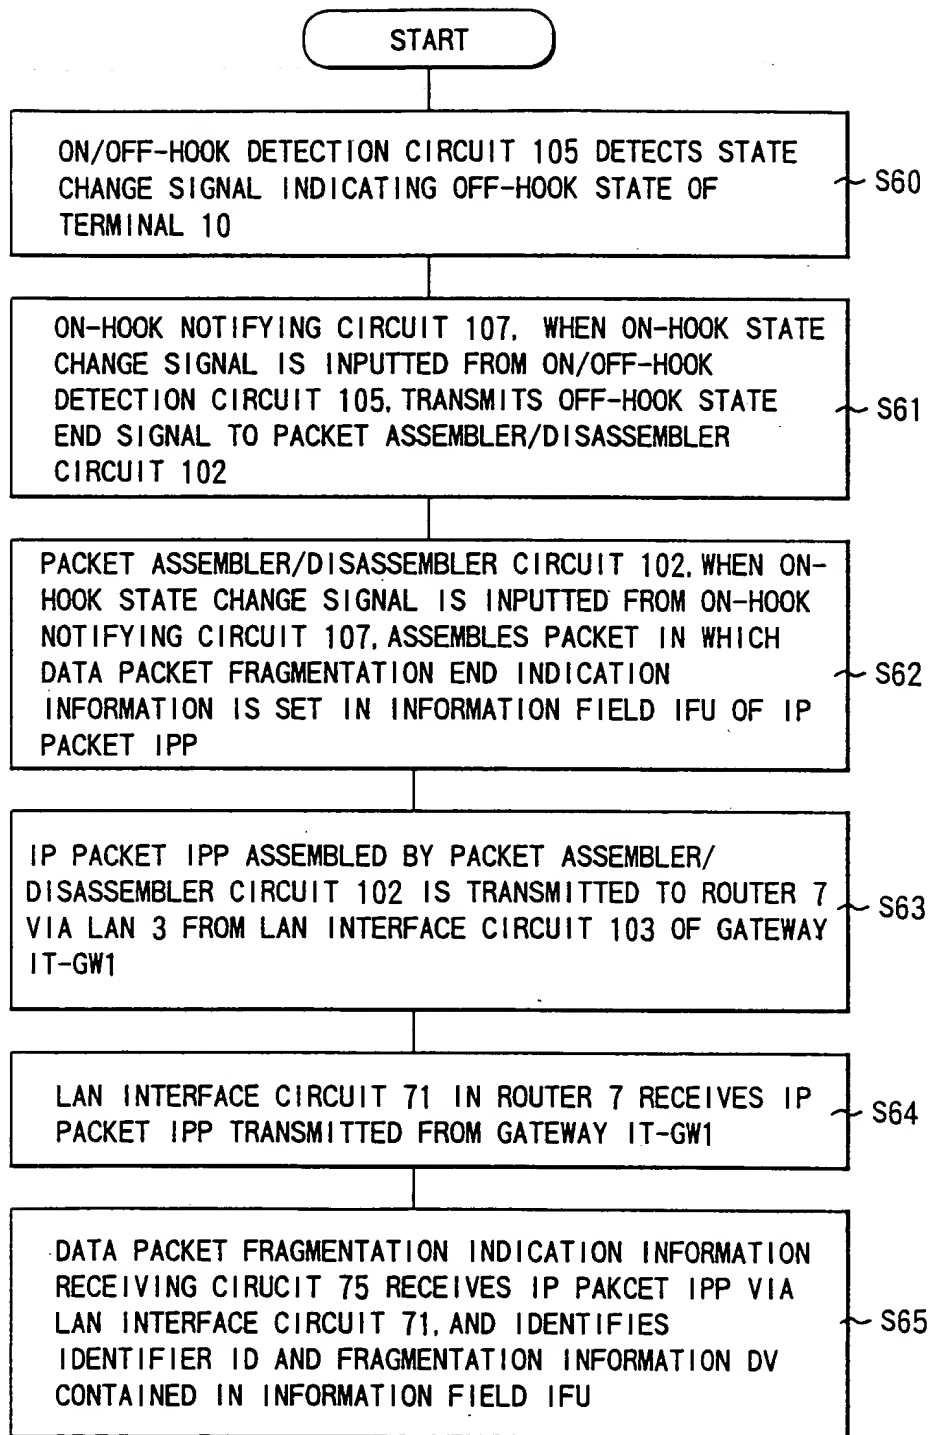 START
ON/OFF-HOOK DETECTION CIRCUIT 105 DETECTS STATE
CHANGE SIGNAL INDICATING OFF-HOOK STATE OF
TERMINAL 10
S60
ON-HOOK NOTIFYING CIRCUIT 107, WHEN ON-HOOK STATE
CHANGE SIGNAL IS INPUTTED FROM ON/OFF-HOOK
DETECTION CIRCUIT 105, TRANSMITS OFF-HOOK STATE
END SIGNAL TO PACKET ASSEMBLER/DISASSEMBLER
CIRCUIT 102
S61
PACKET ASSEMBLER/DISASSEMBLER CIRCUIT 102, WHEN ON-
HOOK STATE CHANGE SIGNAL IS INPUTTED FROM ON-HOOK
NOTIFYING CIRCUIT 107, ASSEMBLES PACKET IN WHICH
DATA PACKET FRAGMENTATION END INDICATION
INFORMATION IS SET IN INFORMATION FIELD IFU OF IP
PACKET IPP
S62
IP PACKET IPP ASSEMBLED BY PACKET ASSEMBLER/
DISASSEMBLER CIRCUIT 102 IS TRANSMITTED TO ROUTER 7
VIA LAN 3 FROM LAN INTERFACE CIRCUIT 103 OF GATEWAY
IT-GW1
S63
LAN INTERFACE CIRCUIT 71 IN ROUTER 7 RECEIVES IP
PACKET IPP TRANSMITTED FROM GATEWAY IT-GW1
S64
DATA PACKET FRAGMENTATION INDICATION INFORMATION
RECEIVING CIRUCIT 75 RECEIVES IP PAKCET IPP VIA
LAN INTERFACE CIRCUIT 71, AND IDENTIFIES
IDENTIFIER ID AND FRAGMENTATION INFORMATION DV
CONTAINED IN INFORMATION FIELD IFU
S65